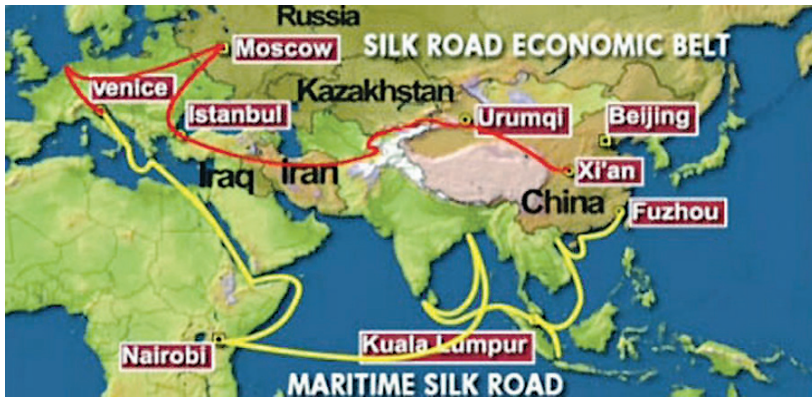 Russia
Moscow
SILK ROAD ECONOMIC BELT
venice
Kazakhstan
Istanbul
Urumqi
Beijing
Iraq
Iran
Xi'an
China
Fuzhou
Nairobi
Kuala Lumpur
MARITIME SILK ROAD